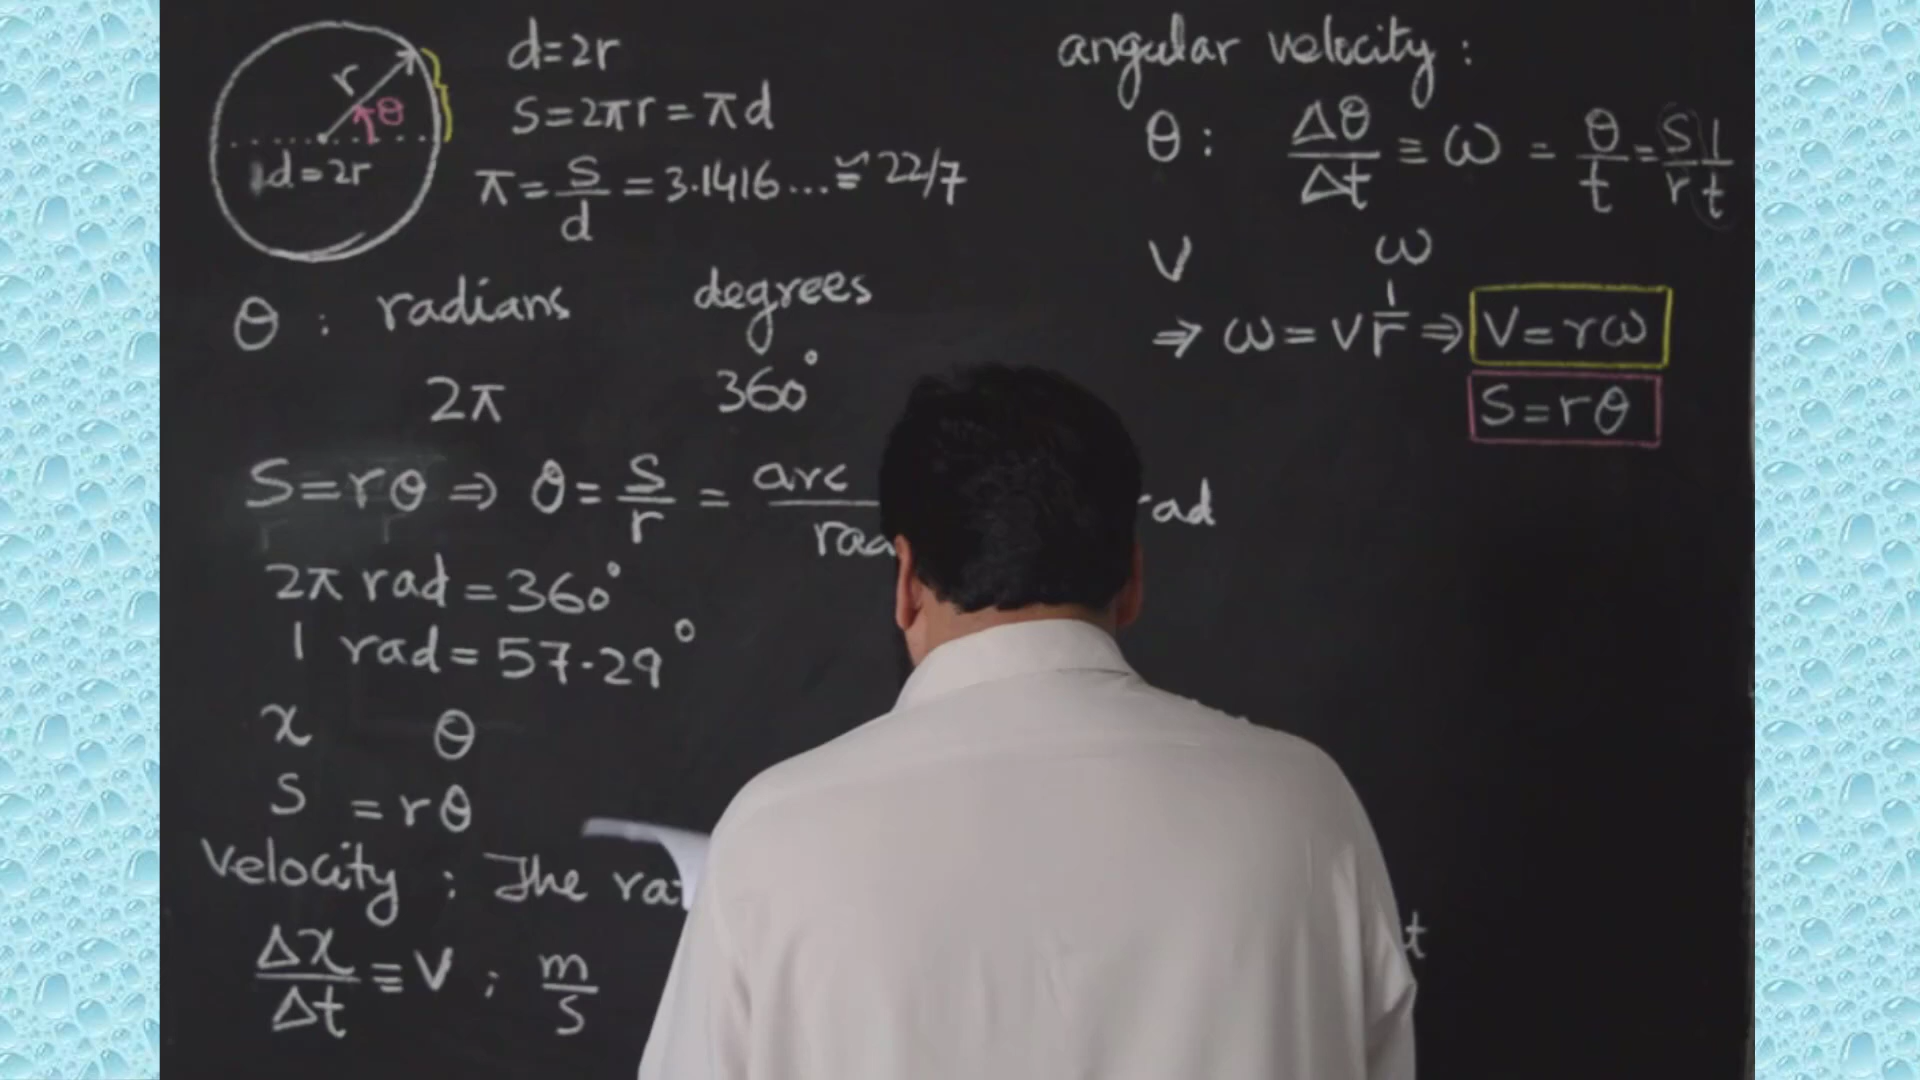 r
θ
d=2r
d=2r
S=2πr=πd
π=S/d=3.1416...≅22/7
θ : radians degrees
2π 360°
S=rθ ⇒ θ=S/r = arc
rad
2π rad=360°
1 rad=57.29°
x θ
S =rθ
Velocity : The
Δx/Δt ≡ V ; m/s
t
angular velocity :
θ : Δθ/Δt ≡ ω = θ/t = S/r 1/t
V ω
⇒ ω = V 1/r ⇒ V=rω
S=rθ